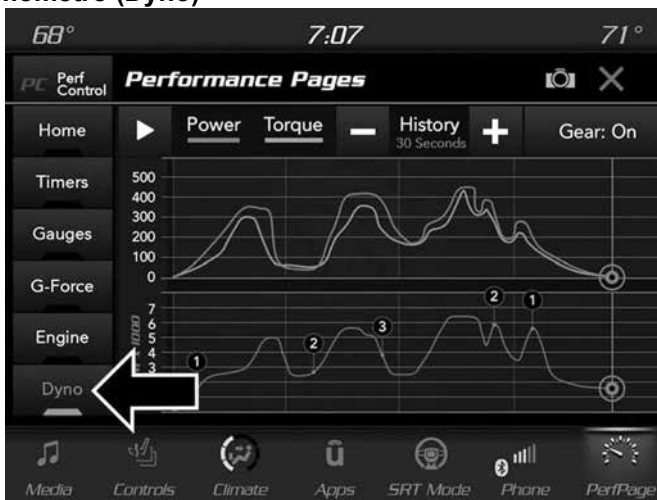 68° 7:07 71°
PC Perf Control Performance Pages
Home Power Torque History 30 Seconds Gear: On
Timers
Gauges
G-Force
Engine
Dyno
500
400
300
200
100
0
7
6
5
4
3
1 2 3 2 1
Media Controls Climate Apps SRT Mode Phone PerfPage